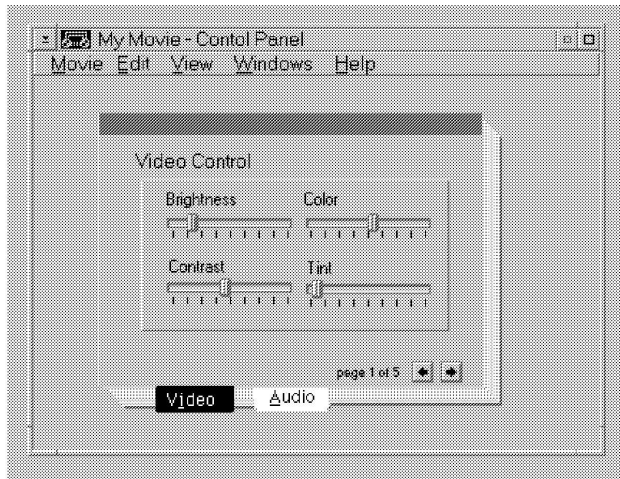 My Movie - Contol Panel
Movie Edit View Windows Help
Video Control
Brightness Color
Contrast Tint
page 1 of 5
Video Audio